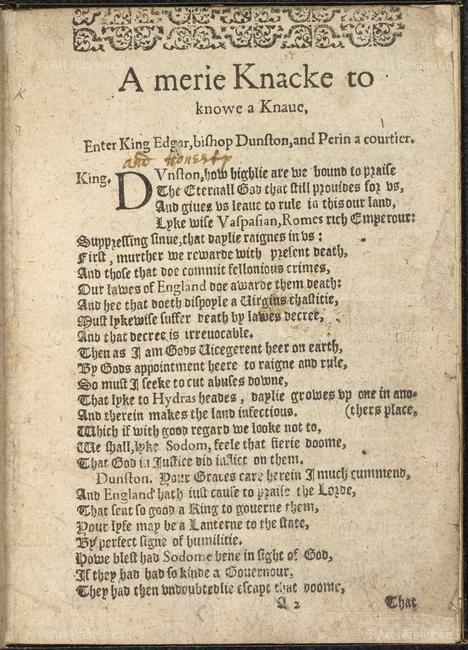 A merie Knacke to
knowe a Knaue.
Enter King Edgar, bishop Dunston, and Perin a courtier.
and Honesty
King. DVnston, how highlie are we bound to praise
The Eternall God that still prouides for vs,
And giues vs leaue to rule in this our land,
Lyke wise Vaspasian, Romes rich Emperour:
Suppressing sinne, that daylie raignes in vs:
First, murther we rewarde with present death,
And those that doe commit fellonious crimes,
Our lawes of England doe awarde them death:
And hee that doeth dispoyle a Uirgins chastitie,
Must lykewise suffer death by lawes decree,
And that decree is irreuocable.
Then as I am Gods Uicegerent heer on earth,
By Gods appointment heere to raigne and rule,
So must I seeke to cut abuses downe,
That lyke to Hydras heades, daylie growes vp one in ano-
And therein makes the land infectious. (thers place,
Which if with good regard we looke not to,
We shall, lyke Sodom, feele that fierie doome,
That God in Justice did inflict on them.
Dunston. Your Graces care herein I much cummend,
And England hath iust cause to praise the Lorde,
That sent so good a King to gouerne them,
Your lyfe may be a Lanterne to the state,
By perfect signe of humilitie.
Howe blest had Sodome bene in sight of God,
If they had had so kinde a Gouernour,
They had then vndoubtedlie escapt that doome,
A 2 That